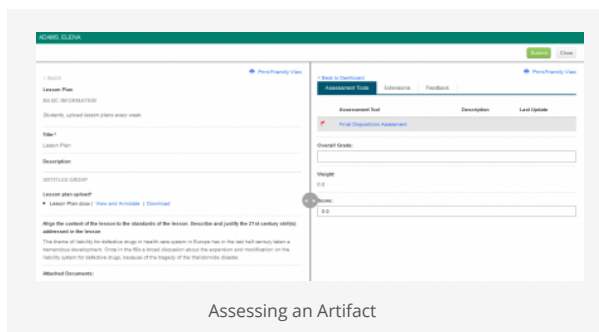 ADAMS, ELENA
Submit Close
Print-Friendly View
< BACK
Lesson Plan
BASIC INFORMATION
Students, upload lesson plans every week.
Title*
Lesson Plan
Description:
UNTITLED GROUP
Lesson plan upload*
Lesson Plan.docx | View and Annotate | Download
Align the content of the lesson to the standards of the lesson. Describe and justify the 21st century skill(s)
addressed in the lesson
The theme of liability for defective drugs in health care system in Europe has in the last half century taken a
tremendous development. Once in the 60s a broad discussion about the expansion and modification on the
liability system for defective drugs, because of the tragedy of the thalidomide disaster
Attached Documents:
Print-Friendly View
< Back to Dashboard
Assessment Tools Extensions Feedback
Assessment Tool Description Last Update
Final Dispositions Assessment
Overall Grade:
Weight:
0.0
Score:
0.0
Assessing an Artifact